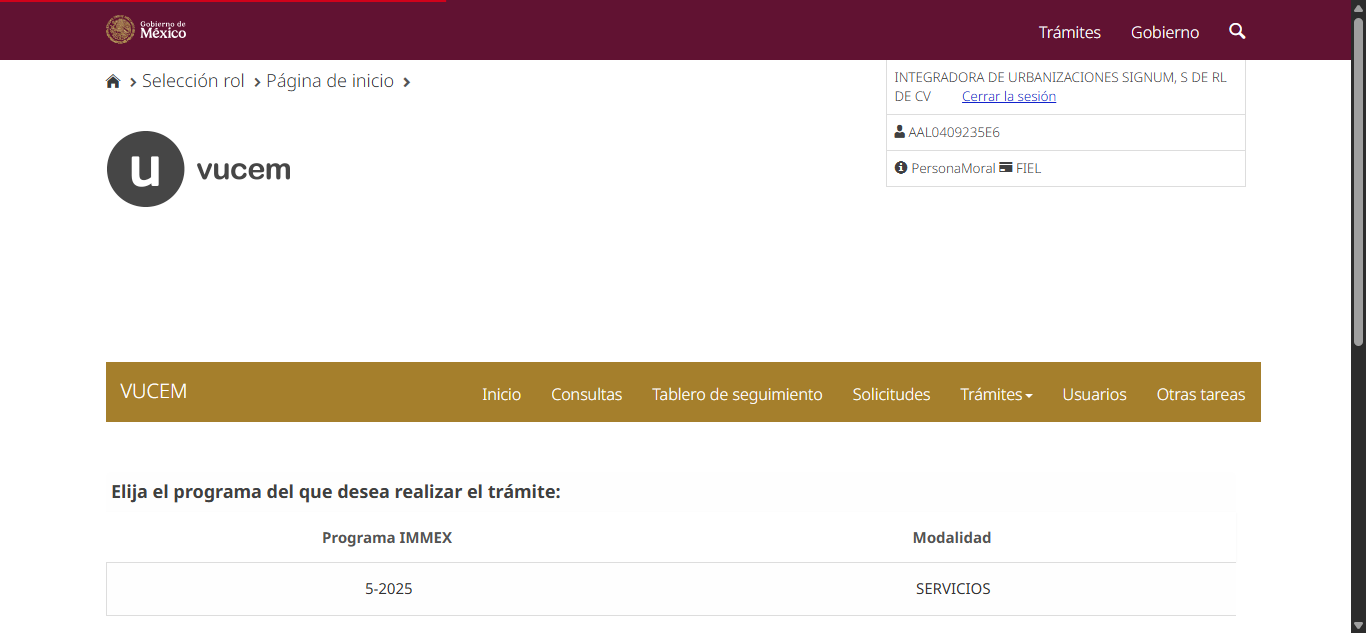 Gobierno de
México
Trámites
Gobierno
Selección rol
Página de inicio
INTEGRADORA DE URBANIZACIONES SIGNUM, S DE RL
DE CV Cerrar la sesión
AAL0409235E6
PersonaMoral FIEL
u vucem
VUCEM
Inicio
Consultas
Tablero de seguimiento
Solicitudes
Trámites
Usuarios
Otras tareas
Elija el programa del que desea realizar el trámite:
Programa IMMEX
Modalidad
5-2025
SERVICIOS